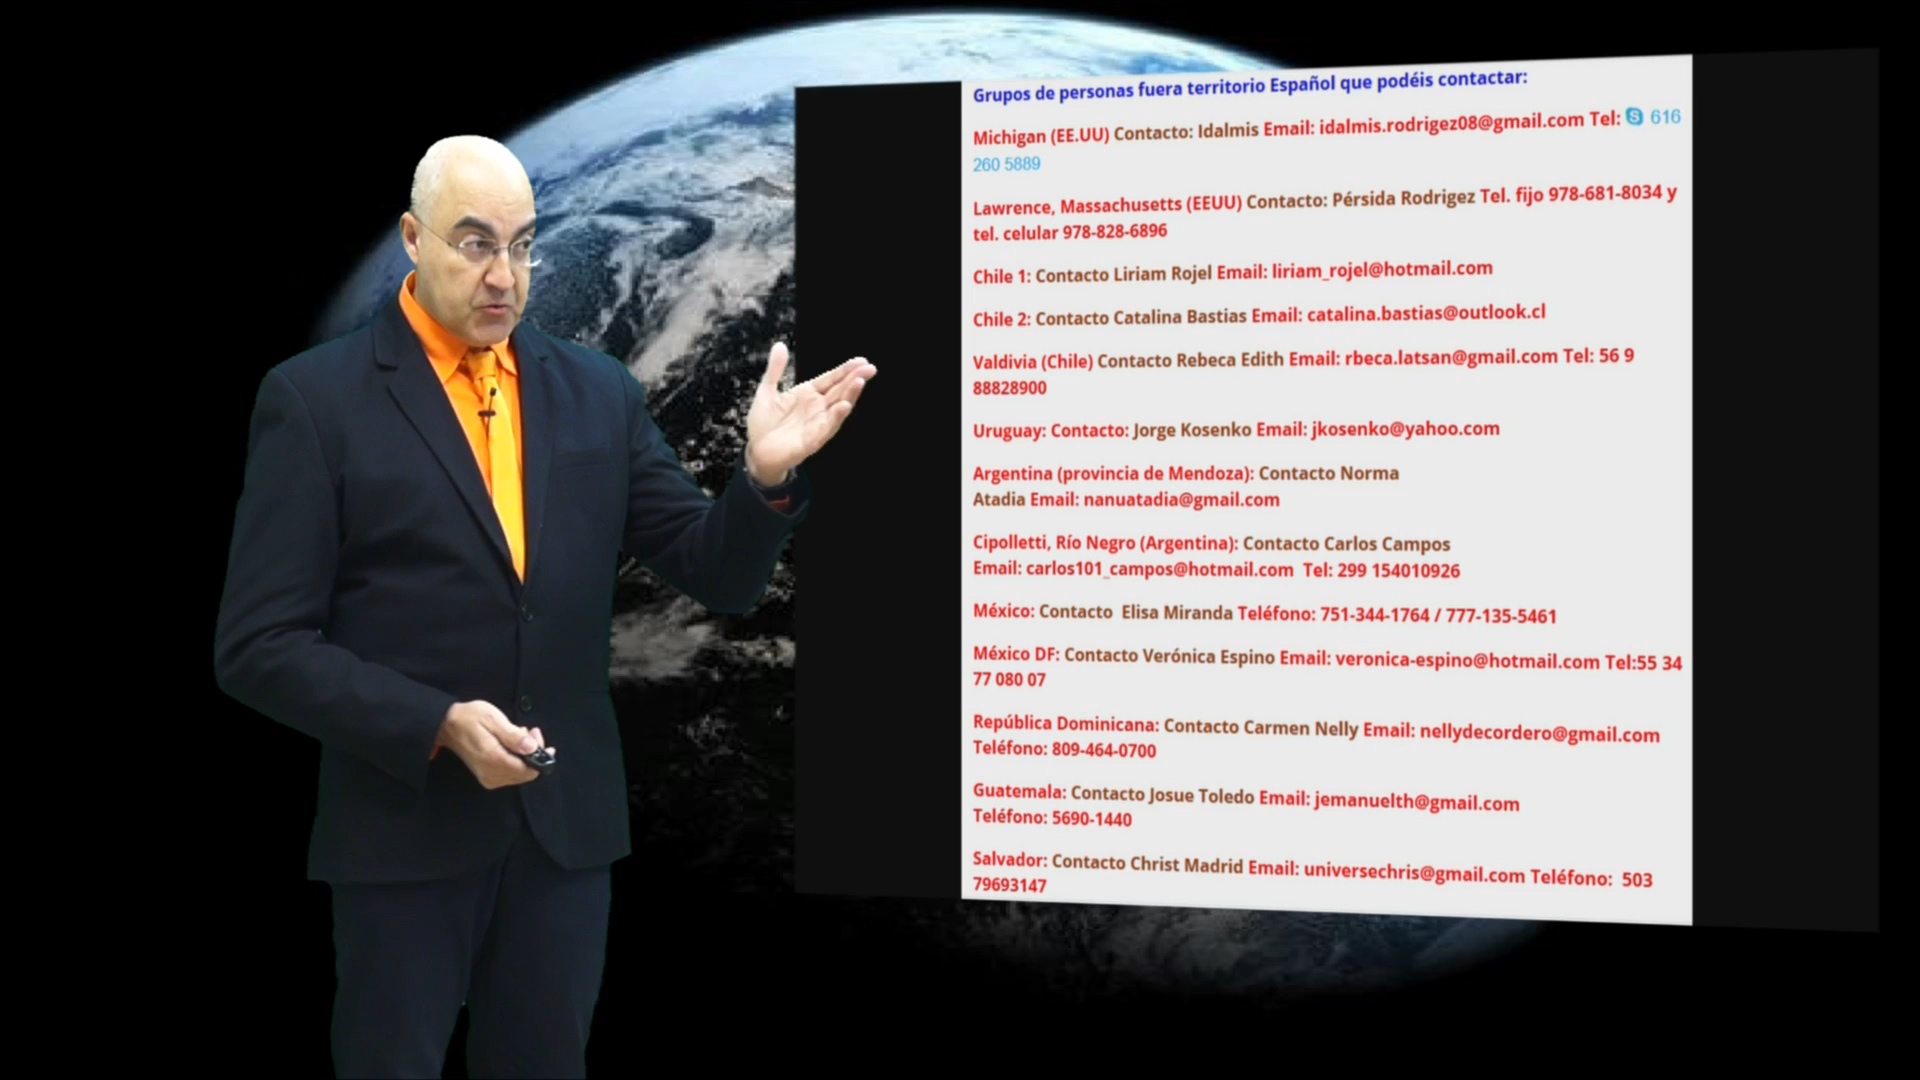 Grupos de personas fuera territorio Español que podéis contactar:
Michigan (EE.UU) Contacto: Idalmis Email: idalmis.rodrigez08@gmail.com Tel: 616
260 5889
Lawrence, Massachusetts (EEUU) Contacto: Pérsida Rodrigez Tel. fijo 978-681-8034 y
tel. celular 978-828-6896
Chile 1: Contacto Liriam Rojel Email: liriam_rojel@hotmail.com
Chile 2: Contacto Catalina Bastias Email: catalina.bastias@outlook.cl
Valdivia (Chile) Contacto Rebeca Edith Email: rbeca.latsan@gmail.com Tel: 56 9
88828900
Uruguay: Contacto: Jorge Kosenko Email: jkosenko@yahoo.com
Argentina (provincia de Mendoza): Contacto Norma
Atadia Email: nanuatadia@gmail.com
Cipolletti, Río Negro (Argentina): Contacto Carlos Campos
Email: carlos101_campos@hotmail.com Tel: 299 154010926
México: Contacto Elisa Miranda Teléfono: 751-344-1764 / 777-135-5461
México DF: Contacto Verónica Espino Email: veronica-espino@hotmail.com Tel:55 34
77 080 07
República Dominicana: Contacto Carmen Nelly Email: nellydecordero@gmail.com
Teléfono: 809-464-0700
Guatemala: Contacto Josue Toledo Email: jemanuelth@gmail.com
Teléfono: 5690-1440
Salvador: Contacto Christ Madrid Email: universechris@gmail.com Teléfono: 503
79693147